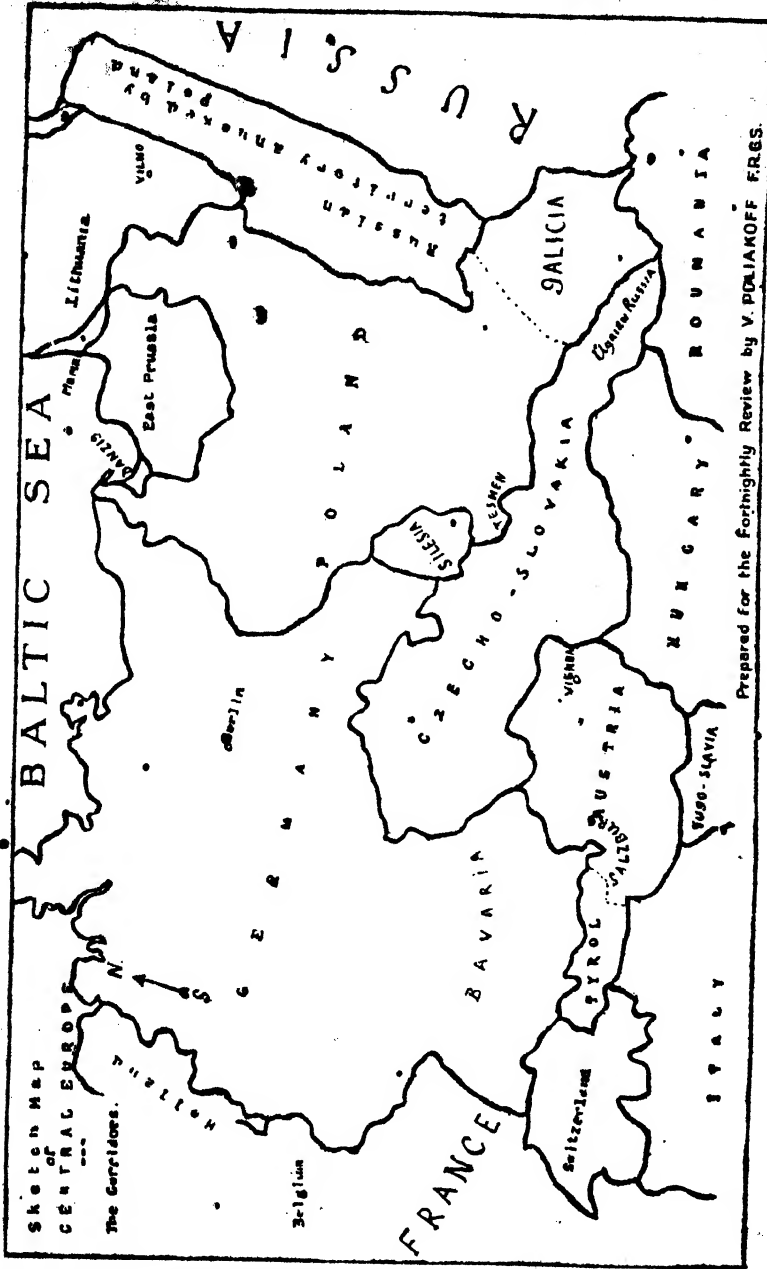 Sketch Map
of
CENTRAL EUROPE
---
The Corridors.
BALTIC SEA
RUSSIA
N.
S
Holland
Belgium
FRANCE
Switzerland
ITALY
GERMANY
Berlin
BAVARIA
TYROL
SALZBURG
AUSTRIA
JUGO-SLAVIA
CZECHO-SLOVAKIA
HUNGARY
SILESIA
TESHEN
POLAND
DANZIG
East Prussia
Lithuania
VILNO
Russian
territory annexed by
Poland
GALICIA
Ugrian Russia
ROUMANIA
Prepared for the Fortnightly Review by V. POLIAKOFF F.R.G.S.